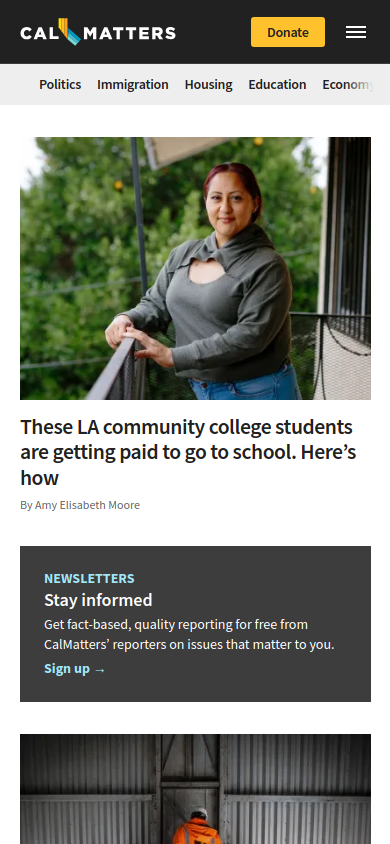 CAL MATTERS
Donate
Politics Immigration Housing Education Economy
These LA community college students
are getting paid to go to school. Here’s
how
By Amy Elisabeth Moore
NEWSLETTERS
Stay informed
Get fact-based, quality reporting for free from
CalMatters’ reporters on issues that matter to you.
Sign up →